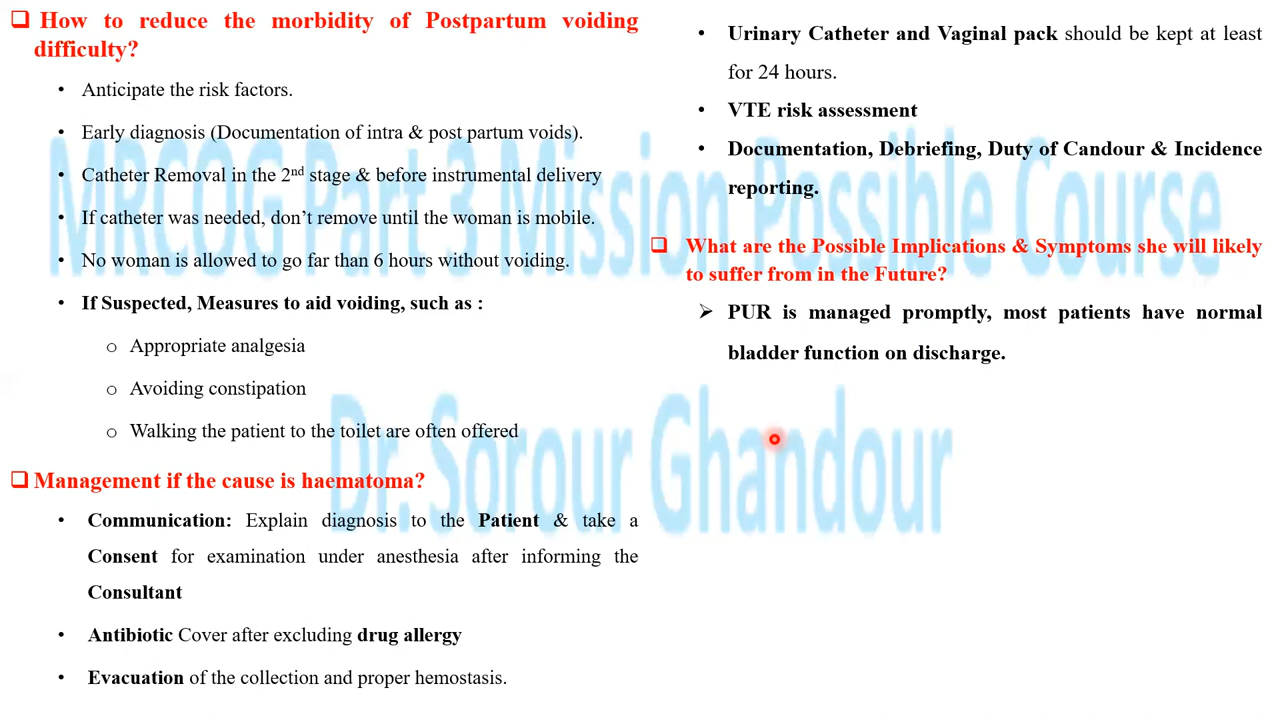 ❑ How to reduce the morbidity of Postpartum voiding
difficulty?
• Anticipate the risk factors.
• Early diagnosis (Documentation of intra & post partum voids).
• Catheter Removal in the 2nd stage & before instrumental delivery
• If catheter was needed, don't remove until the woman is mobile.
• No woman is allowed to go far than 6 hours without voiding.
• If Suspected, Measures to aid voiding, such as :
o Appropriate analgesia
o Avoiding constipation
o Walking the patient to the toilet are often offered
❑ Management if the cause is haematoma?
• Communication: Explain diagnosis to the Patient & take a
Consent for examination under anesthesia after informing the
Consultant
• Antibiotic Cover after excluding drug allergy
• Evacuation of the collection and proper hemostasis.
• Urinary Catheter and Vaginal pack should be kept at least
for 24 hours.
• VTE risk assessment
• Documentation, Debriefing, Duty of Candour & Incidence
reporting.
❑ What are the Possible Implications & Symptoms she will likely
to suffer from in the Future?
➢ PUR is managed promptly, most patients have normal
bladder function on discharge.
MRCOG Part 3 Mission Possible Course
Dr. Sorour Ghandour